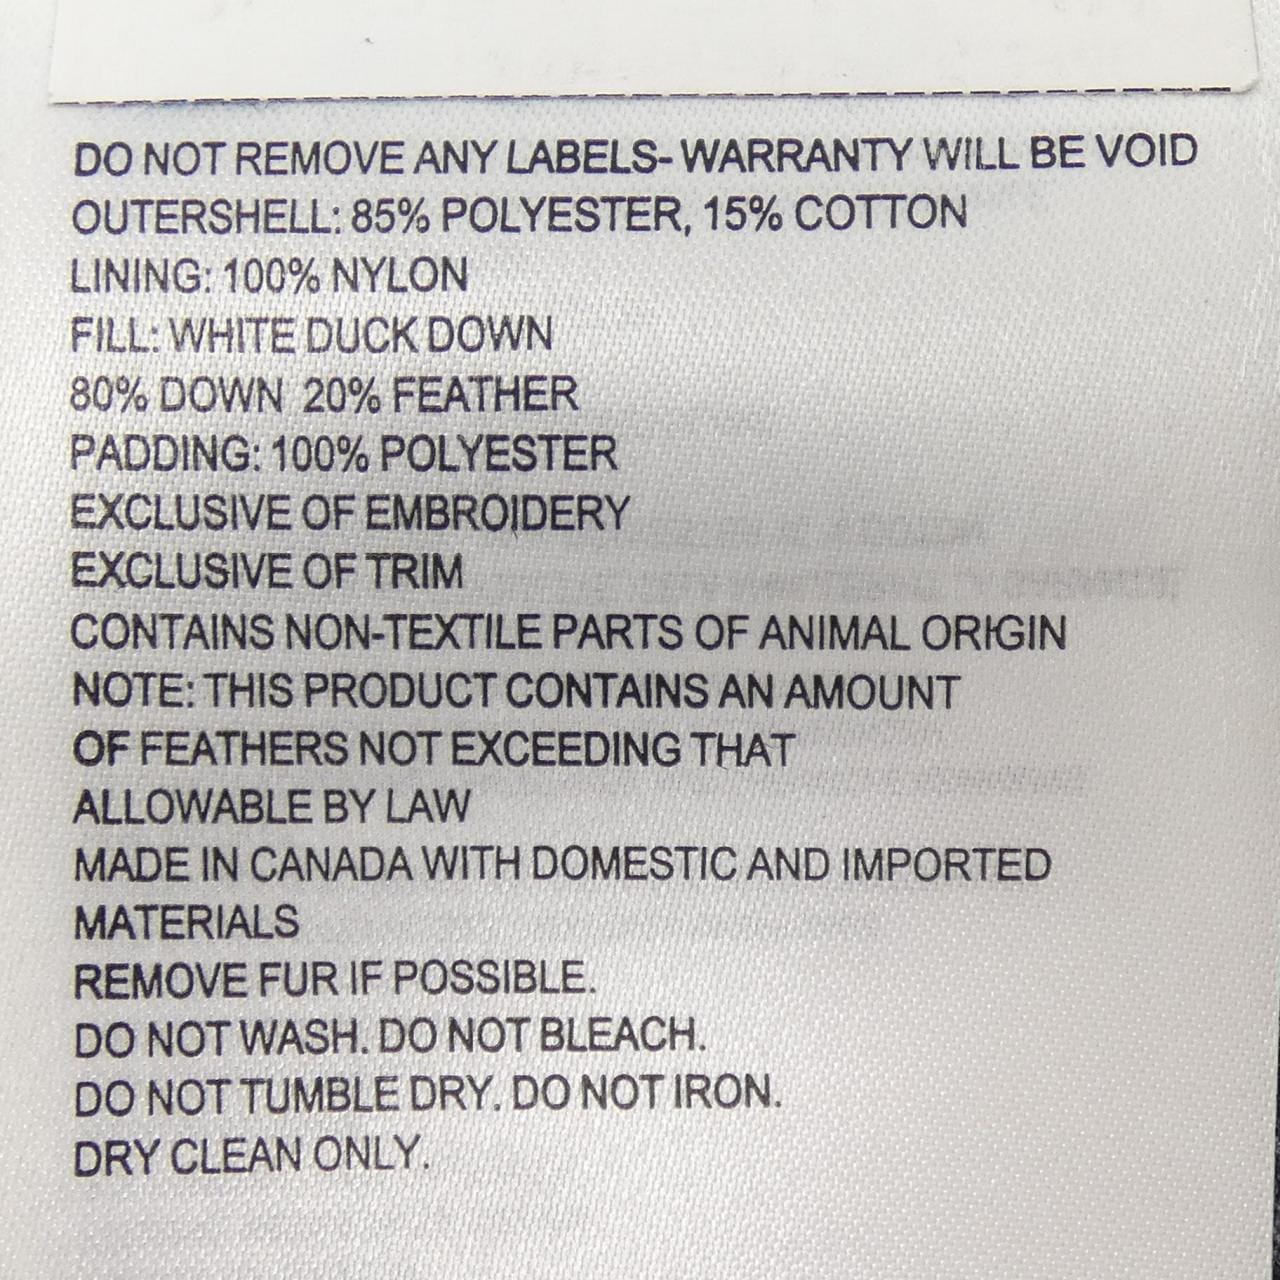 DO NOT REMOVE ANY LABELS- WARRANTY WILL BE VOID
OUTERSHELL: 85% POLYESTER, 15% COTTON
LINING: 100% NYLON
FILL: WHITE DUCK DOWN
80% DOWN 20% FEATHER
PADDING: 100% POLYESTER
EXCLUSIVE OF EMBROIDERY
EXCLUSIVE OF TRIM
CONTAINS NON-TEXTILE PARTS OF ANIMAL ORIGIN
NOTE: THIS PRODUCT CONTAINS AN AMOUNT
OF FEATHERS NOT EXCEEDING THAT
ALLOWABLE BY LAW
MADE IN CANADA WITH DOMESTIC AND IMPORTED
MATERIALS
REMOVE FUR IF POSSIBLE.
DO NOT WASH. DO NOT BLEACH.
DO NOT TUMBLE DRY. DO NOT IRON.
DRY CLEAN ONLY.